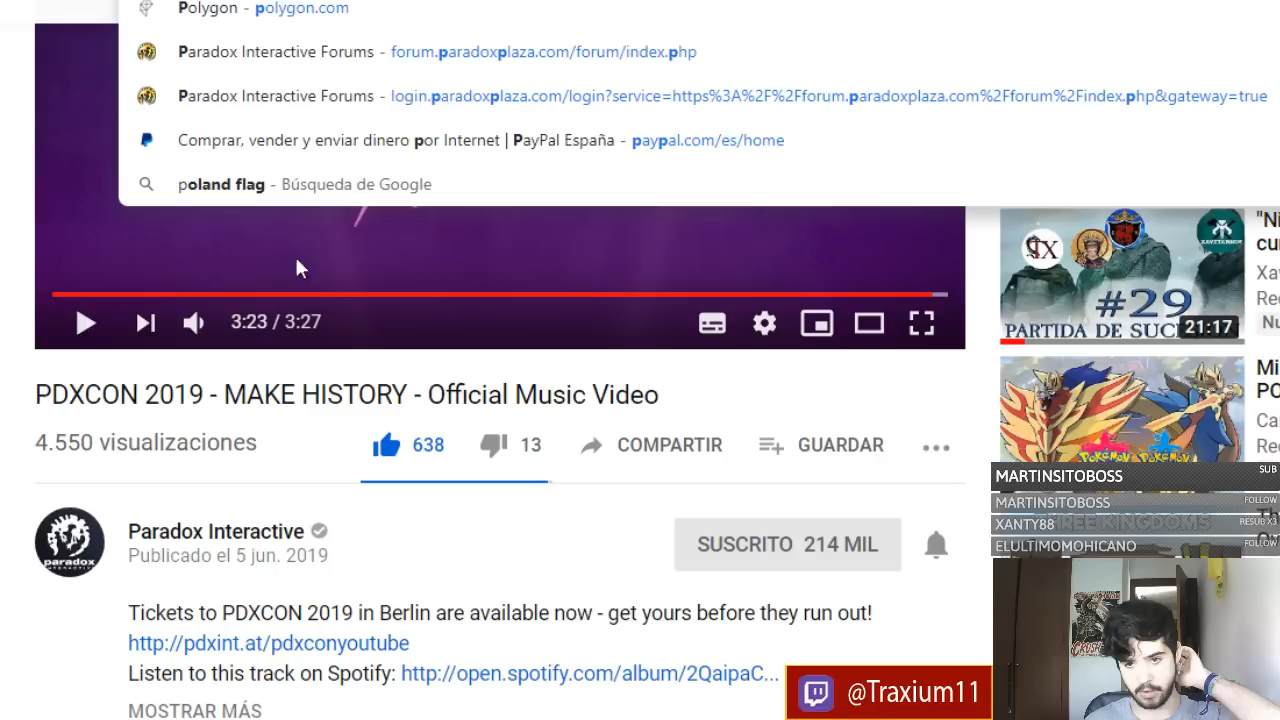 Polygon - polygon.com
Paradox Interactive Forums - forum.paradoxplaza.com/forum/index.php
Paradox Interactive Forums - login.paradoxplaza.com/login?service=https%3A%2F%2Fforum.paradoxplaza.com%2Fforum%2Findex.php&gateway=true
Comprar, vender y enviar dinero por Internet | PayPal España - paypal.com/es/home
poland flag - Búsqueda de Google
#29
PARTIDA DE
21:17
3:23 / 3:27
PDXCON 2019 - MAKE HISTORY - Official Music Video
4.550 visualizaciones
638
13
COMPARTIR
GUARDAR
MARTINSITOBOSS SUB
MARTINSITOBOSS FOLLOW
XANTY88 RESUB X3
ELULTIMOMOHICANO FOLLOW
THREE KINGDOMS
Paradox Interactive
Publicado el 5 jun. 2019
SUSCRITO 214 MIL
paradox
Tickets to PDXCON 2019 in Berlin are available now - get yours before they run out!
http://pdxint.at/pdxconyoutube
Listen to this track on Spotify: http://open.spotify.com/album/2QaipaC...
MOSTRAR MÁS
@Traxium11